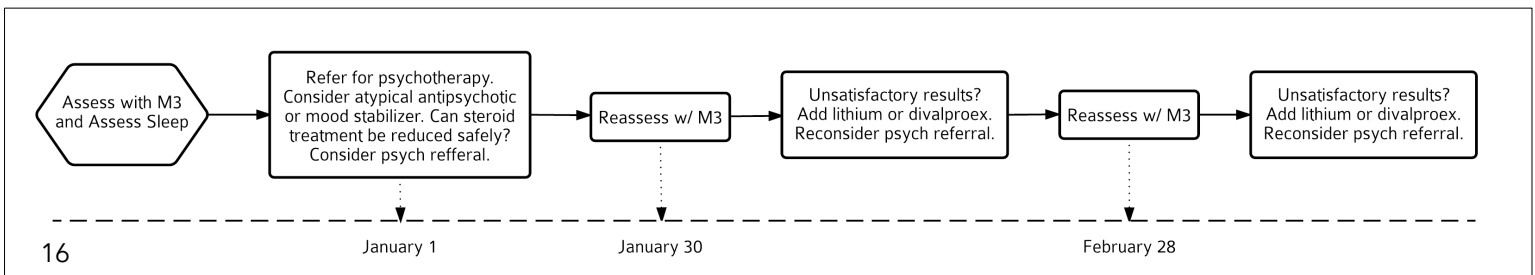 Assess with M3
and Assess Sleep
Refer for psychotherapy.
Consider atypical antipsychotic
or mood stabilizer. Can steroid
treatment be reduced safely?
Consider psych refferal.
Reassess w/ M3
Unsatisfactory results?
Add lithium or divalproex.
Reconsider psych referral.
Reassess w/ M3
Unsatisfactory results?
Add lithium or divalproex.
Reconsider psych referral.
January 1
January 30
February 28
16